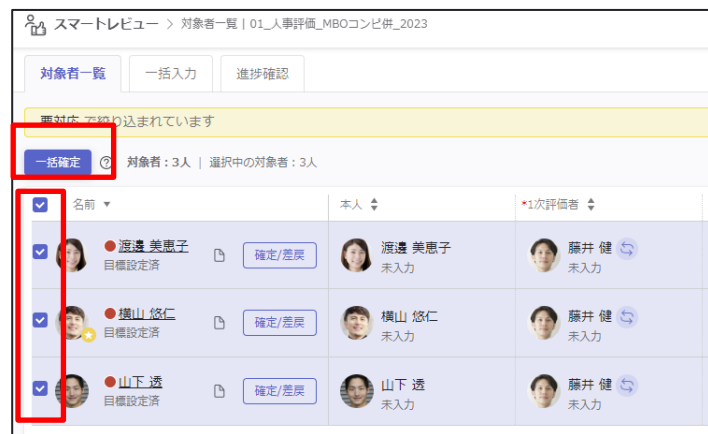 スマートレビュー > 対象者一覧 | 01_人事評価_MBOコンピ併_2023
対象者一覧 一括入力 進捗確認
要対応 で絞り込まれています
一括確定 ? 対象者：3人 | 選択中の対象者：3人
名前 ▼ 本人 *1次評価者
渡邉 美恵子 確定/差戻 渡邉 美恵子 藤井 健
目標設定済 未入力 未入力
横山 悠仁 確定/差戻 横山 悠仁 藤井 健
目標設定済 未入力 未入力
山下 透 確定/差戻 山下 透 藤井 健
目標設定済 未入力 未入力